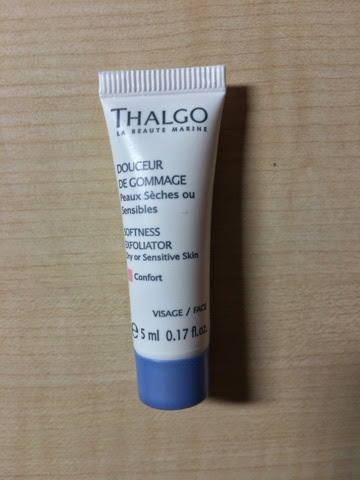 THALGO
LA BEAUTÉ MARINE
DOUCEUR
DE GOMMAGE
Peaux Sèches ou
Sensibles
SOFTNESS
EXFOLIATOR
Dry or Sensitive Skin
Confort
VISAGE / FACE
℮ 5 ml 0.17 fl.oz.